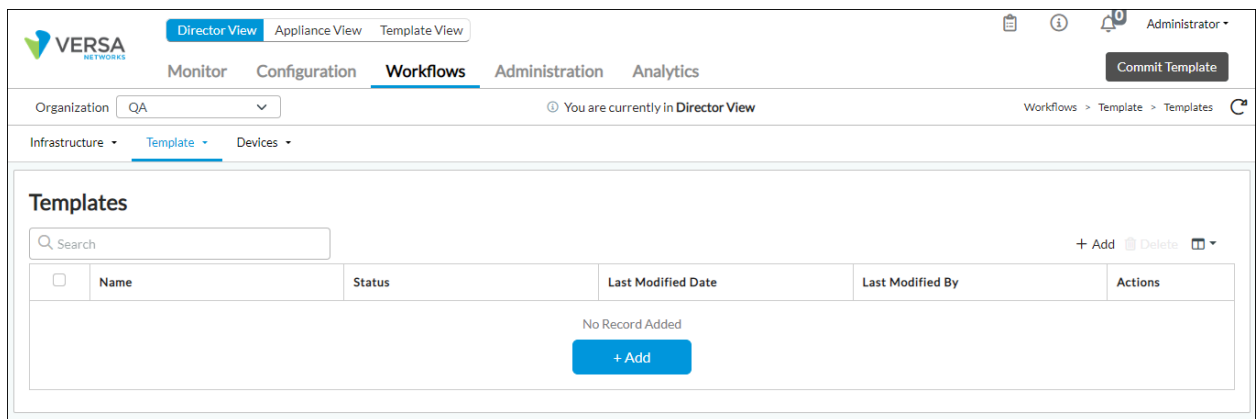 VERSA
NETWORKS
Director View Appliance View Template View
0
Administrator
Monitor Configuration Workflows Administration Analytics
Commit Template
Organization QA
You are currently in Director View
Workflows > Template > Templates
Infrastructure Template Devices
Templates
Search
+ Add Delete
Name Status Last Modified Date Last Modified By Actions
No Record Added
+ Add